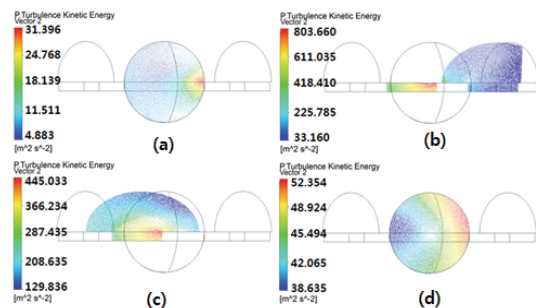 P.Turbulence Kinetic Energy
Vector 2
31.396
24.768
18.139
11.511
4.883
[m^2 s^-2]
(a)
P.Turbulence Kinetic Energy
Vector 2
803.660
611.035
418.410
225.785
33.160
[m^2 s^-2]
(b)
P.Turbulence Kinetic Energy
Vector 2
445.033
366.234
287.435
208.635
129.836
[m^2 s^-2]
(c)
P.Turbulence Kinetic Energy
Vector 2
52.354
48.924
45.494
42.065
38.635
[m^2 s^-2]
(d)